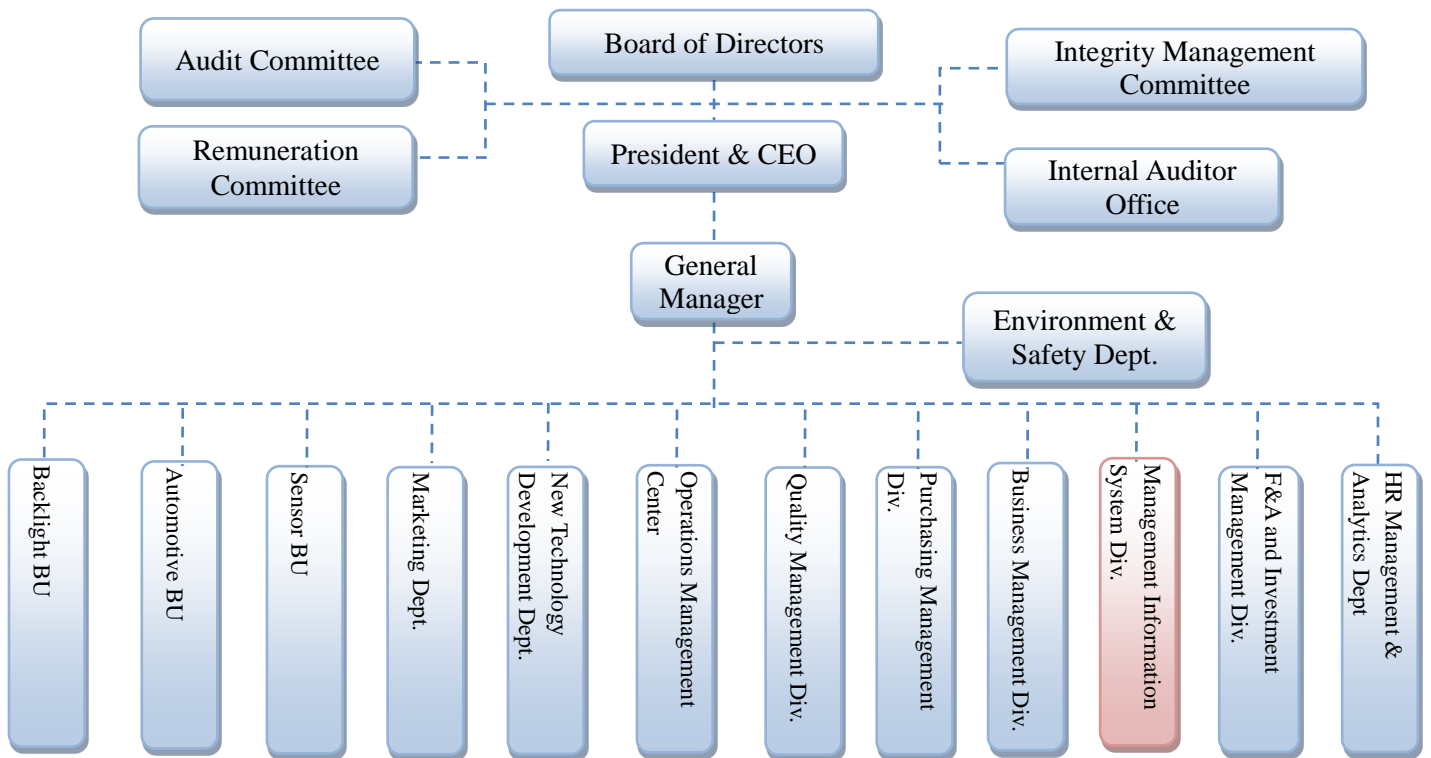 Board of Directors
Audit Committee
Integrity Management
Committee
President & CEO
Remuneration
Committee
Internal Auditor
Office
General
Manager
Environment &
Safety Dept.
Backlight BU
Automotive BU
Sensor BU
Marketing Dept.
New Technology
Development Dept.
Operations Management
Center
Quality Management Div.
Purchasing Management
Div.
Business Management Div.
Management Information
System Div.
F&A and Investment
Management Div.
HR Management &
Analytics Dept